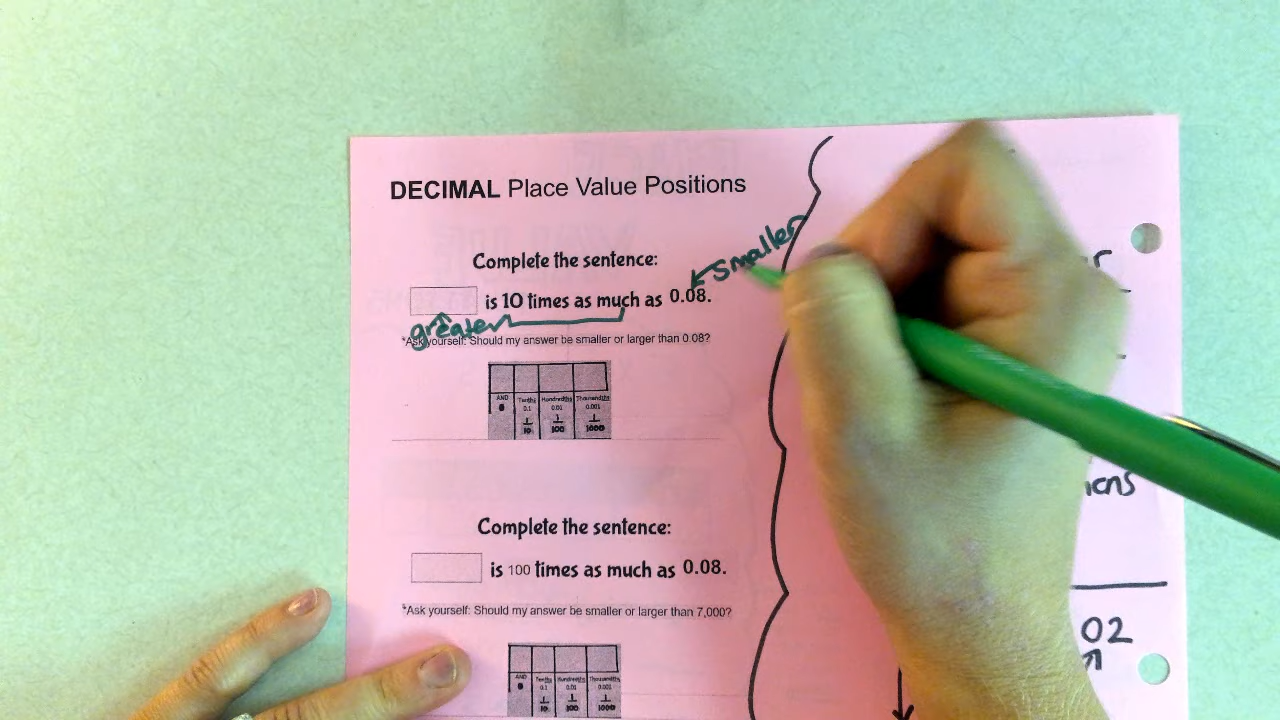 DECIMAL Place Value Positions
smaller
Complete the sentence:
is 10 times as much as 0.08.
greater
*Ask yourself: Should my answer be smaller or larger than 0.08?
AND Tenths Hundredths Thousandths
0.1 0.01 0.001
1/10 1/100 1/1000
Complete the sentence:
is 100 times as much as 0.08.
*Ask yourself: Should my answer be smaller or larger than 7,000?
AND Tenths Hundredths Thousandths
0.1 0.01 0.001
1/10 1/100 1/1000
02